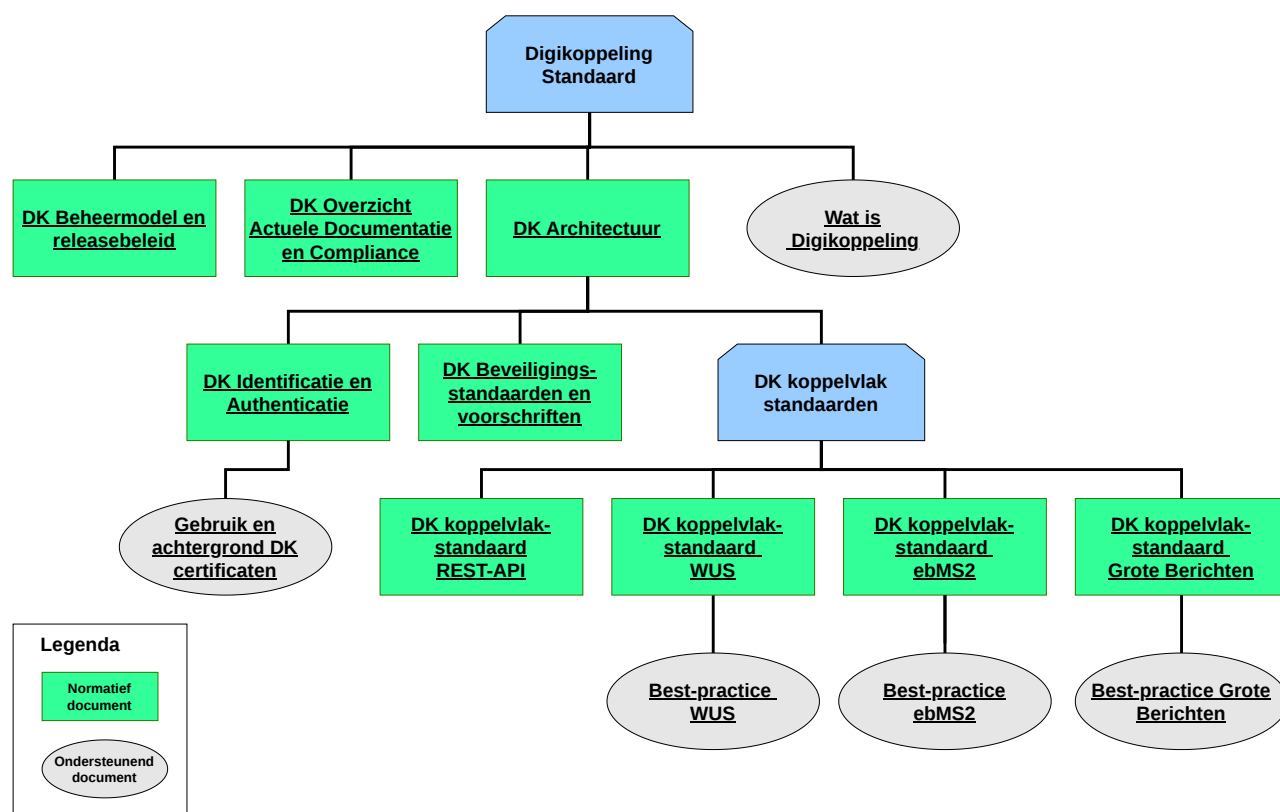 Digikoppeling
Standaard
DK Beheermodel en
releasebeleid
DK Overzicht
Actuele Documentatie
en Compliance
DK Architectuur
Wat is
Digikoppeling
DK Identificatie en
Authenticatie
DK Beveiligings-
standaarden en
voorschriften
DK koppelvlak
standaarden
Gebruik en
achtergrond DK
certificaten
DK koppelvlak-
standaard
REST-API
DK koppelvlak-
standaard
WUS
DK koppelvlak-
standaard
ebMS2
DK koppelvlak-
standaard
Grote Berichten
Best-practice
WUS
Best-practice
ebMS2
Best-practice Grote
Berichten
Legenda
Normatief
document
Ondersteunend
document